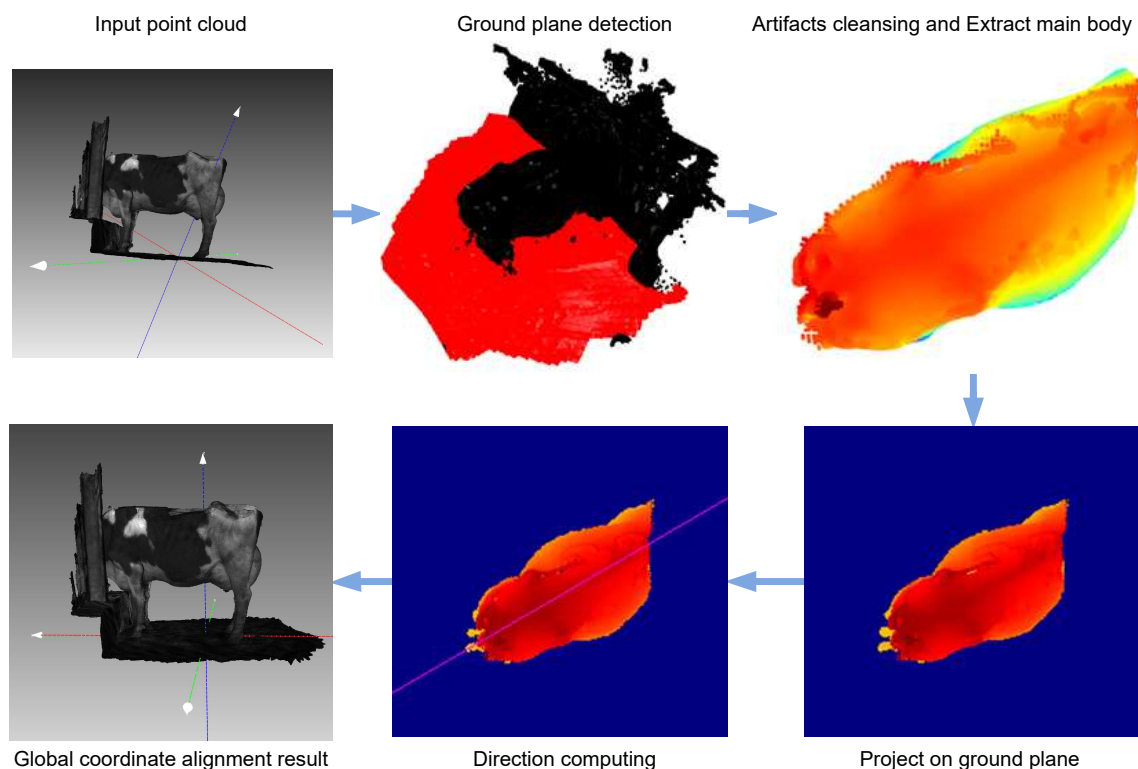 Input point cloud
Ground plane detection
Artifacts cleansing and Extract main body
Global coordinate alignment result
Direction computing
Project on ground plane